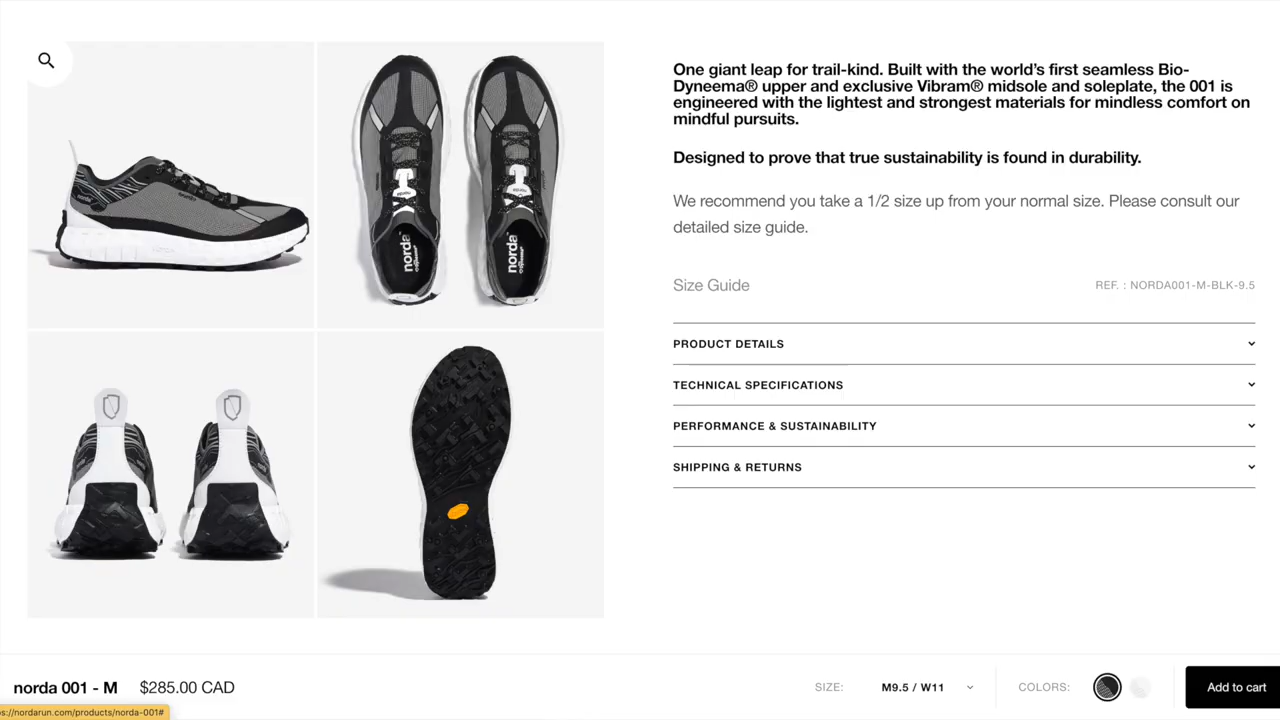 One giant leap for trail-kind. Built with the world's first seamless Bio-
Dyneema® upper and exclusive Vibram® midsole and soleplate, the 001 is
engineered with the lightest and strongest materials for mindless comfort on
mindful pursuits.
Designed to prove that true sustainability is found in durability.
We recommend you take a 1/2 size up from your normal size. Please consult our
detailed size guide.
Size Guide
REF. : NORDA001-M-BLK-9.5
PRODUCT DETAILS
TECHNICAL SPECIFICATIONS
PERFORMANCE & SUSTAINABILITY
SHIPPING & RETURNS
norda
norda
norda 001 - M
$285.00 CAD
SIZE:
M9.5 / W11
COLORS:
Add to cart
s://nordarun.com/products/norda-001#